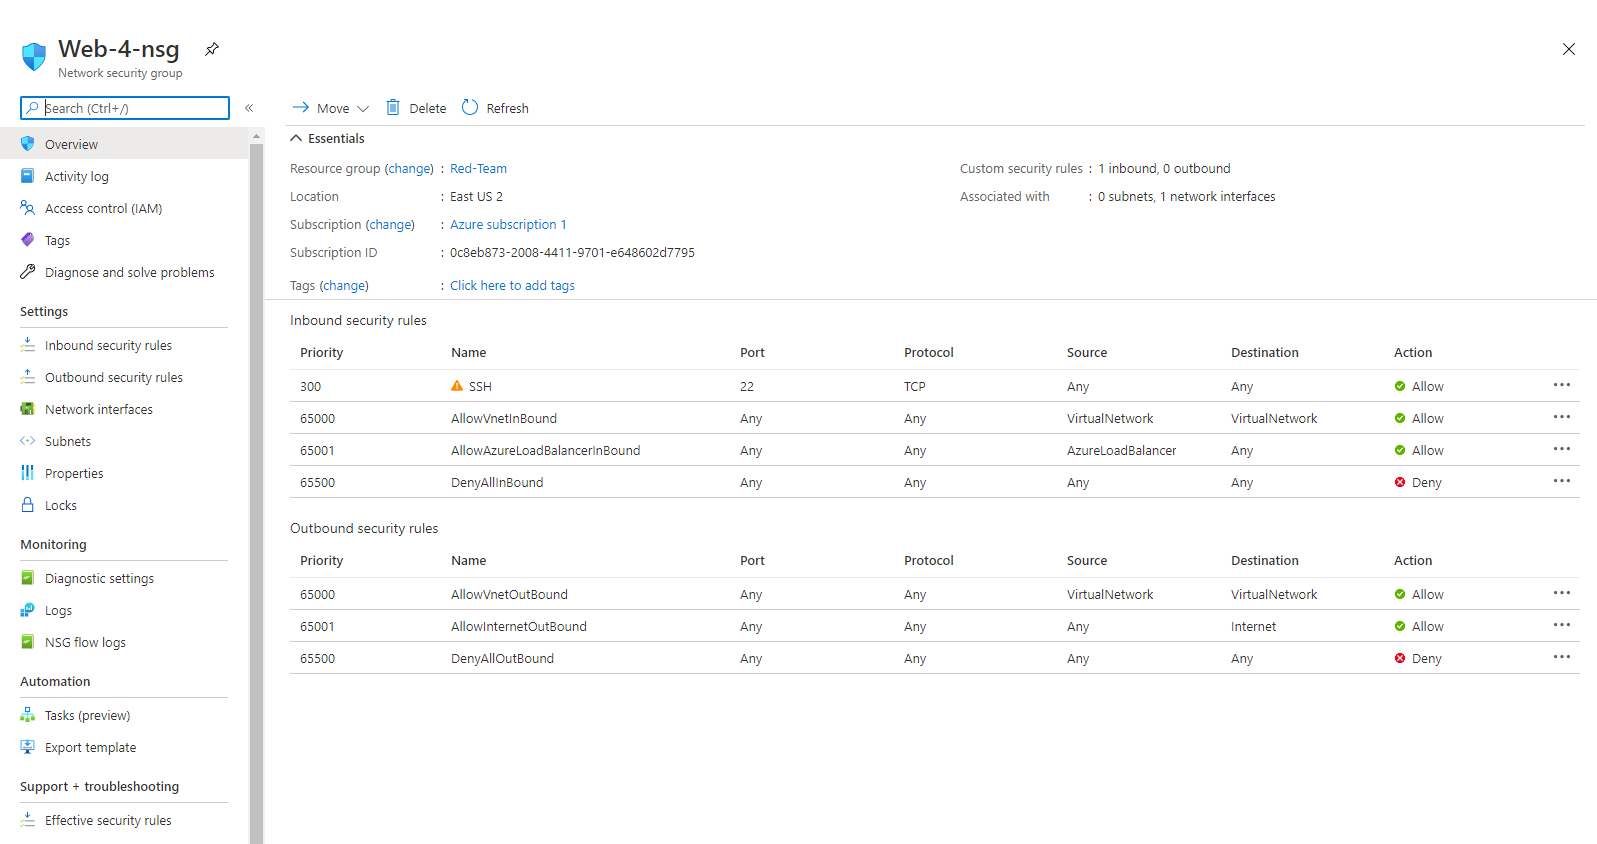 Web-4-nsg
Network security group
Search (Ctrl+/)
«
Overview
Activity log
Access control (IAM)
Tags
Diagnose and solve problems
Settings
Inbound security rules
Outbound security rules
Network interfaces
Subnets
Properties
Locks
Monitoring
Diagnostic settings
Logs
NSG flow logs
Automation
Tasks (preview)
Export template
Support + troubleshooting
Effective security rules
Move Delete Refresh
Essentials
Resource group (change) : Red-Team
Location : East US 2
Subscription (change) : Azure subscription 1
Subscription ID : 0c8eb873-2008-4411-9701-e648602d7795
Tags (change) : Click here to add tags
Custom security rules : 1 inbound, 0 outbound
Associated with : 0 subnets, 1 network interfaces
Inbound security rules
Priority Name Port Protocol Source Destination Action
300 SSH 22 TCP Any Any Allow ...
65000 AllowVnetInBound Any Any VirtualNetwork VirtualNetwork Allow ...
65001 AllowAzureLoadBalancerInBound Any Any AzureLoadBalancer Any Allow ...
65500 DenyAllInBound Any Any Any Any Deny ...
Outbound security rules
Priority Name Port Protocol Source Destination Action
65000 AllowVnetOutBound Any Any VirtualNetwork VirtualNetwork Allow ...
65001 AllowInternetOutBound Any Any Any Internet Allow ...
65500 DenyAllOutBound Any Any Any Any Deny ...